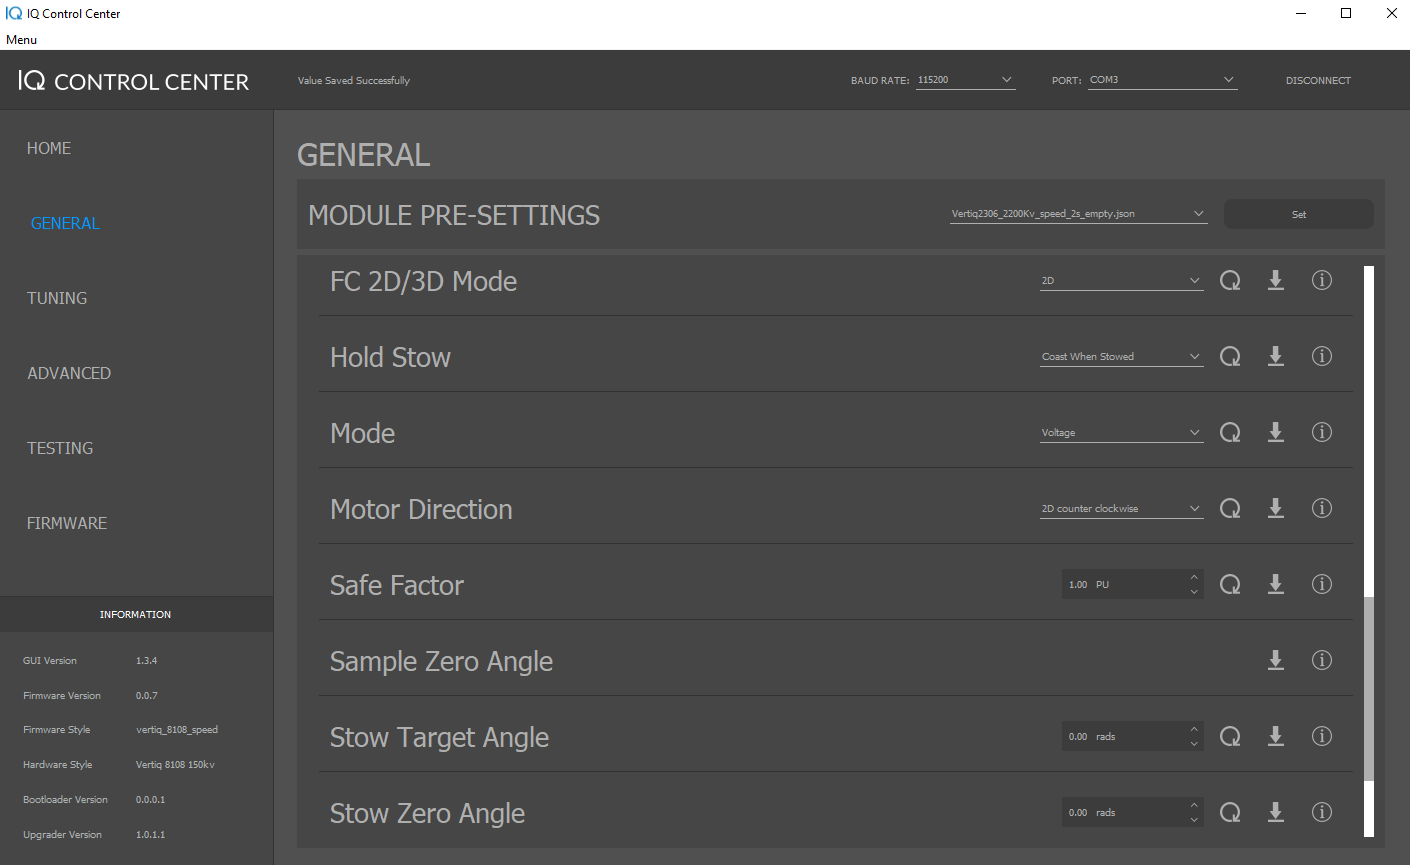 IQ Control Center
Menu
IQ CONTROL CENTER
Value Saved Successfully
BAUD RATE: 115200
PORT: COM3
DISCONNECT
HOME
GENERAL
TUNING
ADVANCED
TESTING
FIRMWARE
INFORMATION
GUI Version 1.3.4
Firmware Version 0.0.7
Firmware Style vertiq_8108_speed
Hardware Style Vertiq 8108 150kv
Bootloader Version 0.0.0.1
Upgrader Version 1.0.1.1
GENERAL
MODULE PRE-SETTINGS Vertiq2306_2200Kv_speed_2s_empty.json Set
FC 2D/3D Mode 2D
Hold Stow Coast When Stowed
Mode Voltage
Motor Direction 2D counter clockwise
Safe Factor 1.00 PU
Sample Zero Angle
Stow Target Angle 0.00 rads
Stow Zero Angle 0.00 rads